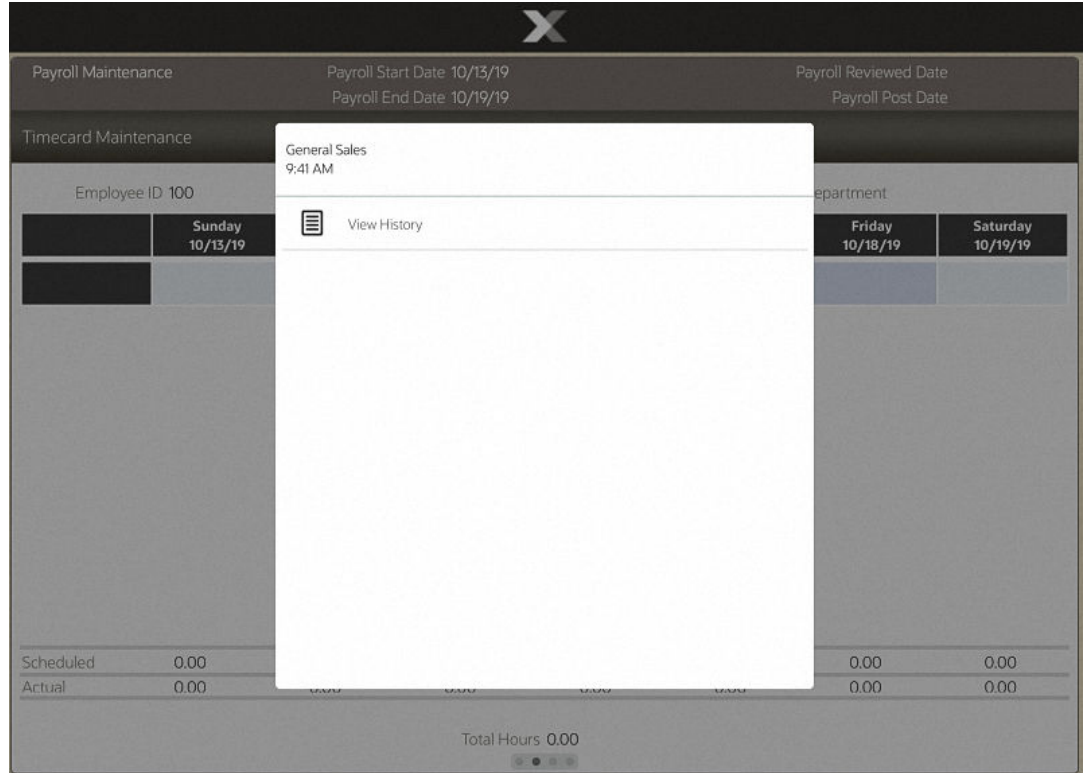 Payroll Maintenance
Payroll Start Date 10/13/19
Payroll Reviewed Date
Payroll End Date 10/19/19
Payroll Post Date
Timecard Maintenance
General Sales
9:41 AM
Employee ID 100
View History
Sunday
10/13/19
Friday
10/18/19
Saturday
10/19/19
Scheduled 0.00 0.00 0.00
Actual 0.00 0.00 0.00
Total Hours 0.00